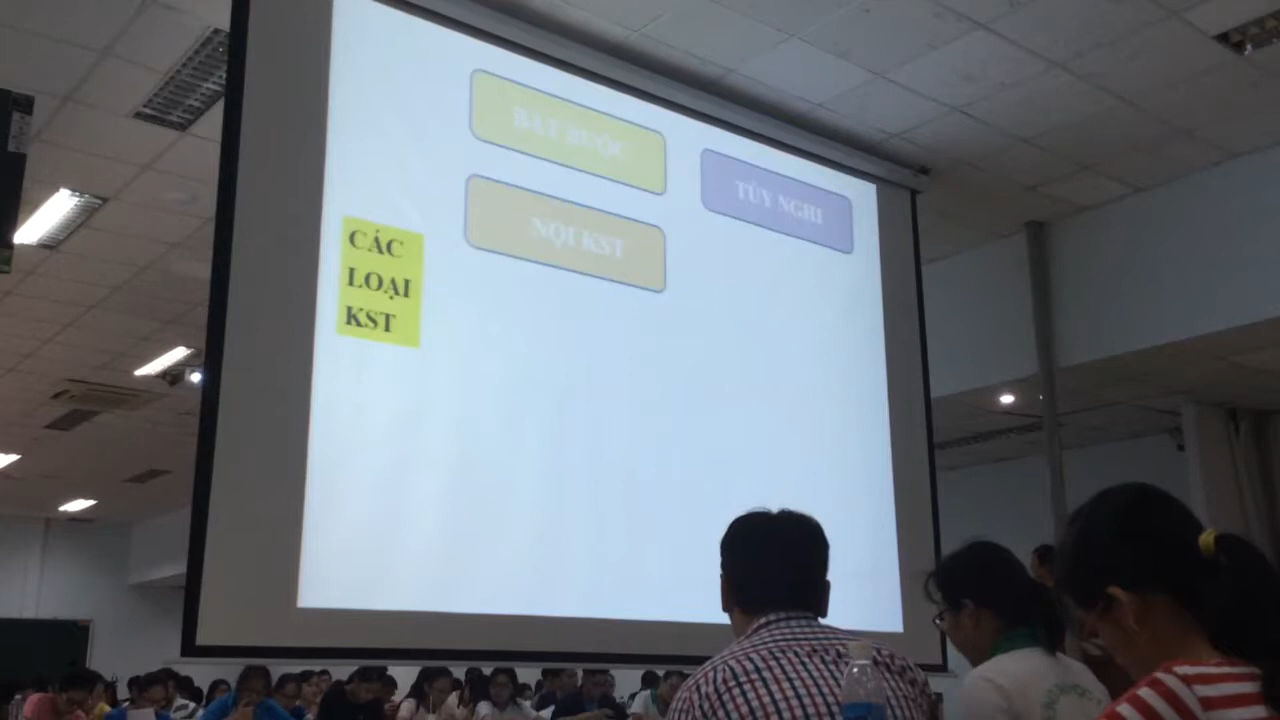 BẮT BUỘC
TÙY NGHI
NỘI KST
CÁC
LOẠI
KST